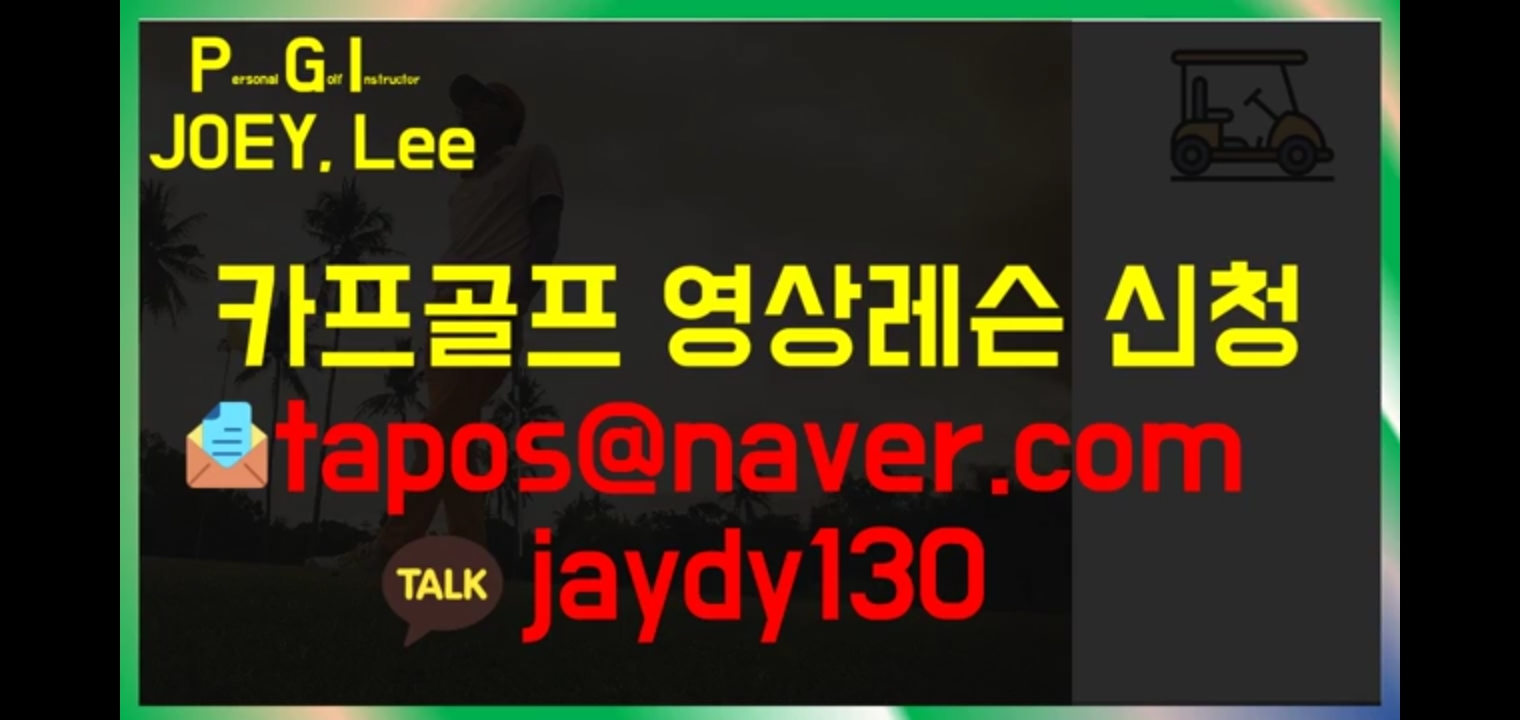 Personal Golf Instructor
JOEY, Lee
카프골프 영상레슨 신청
tapos@naver.com
TALK jaydy130